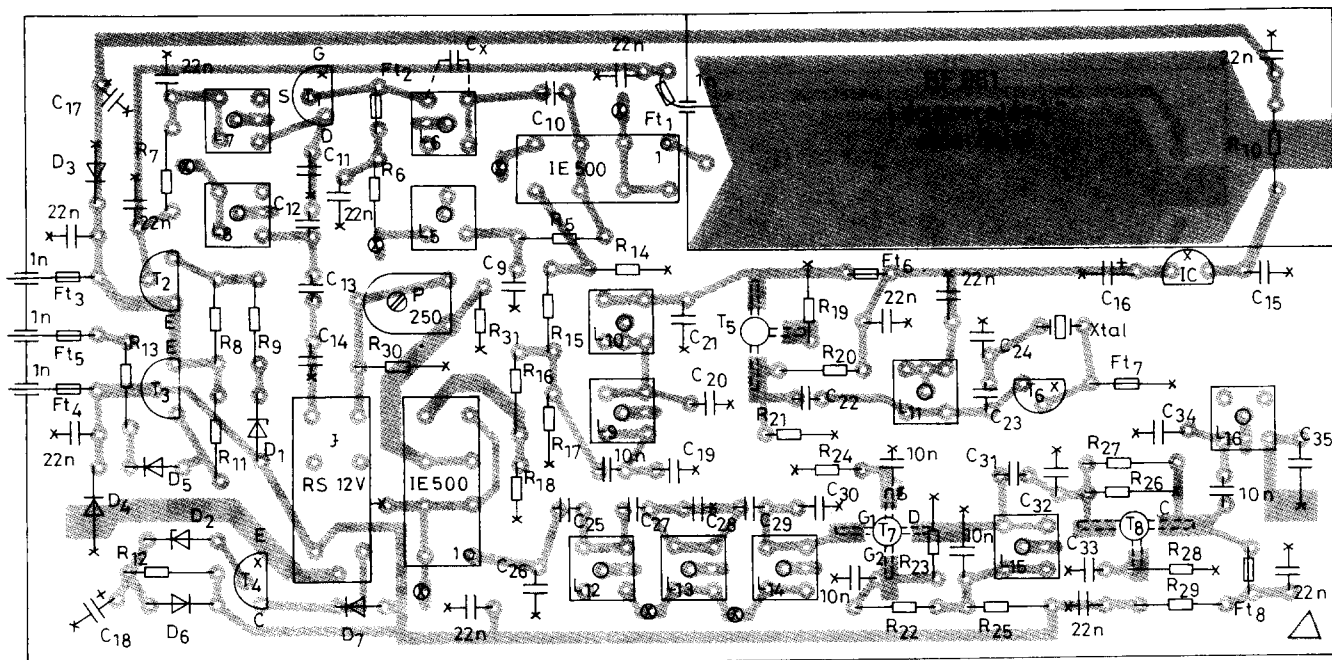 G
Cx
22n
22n
22n
1n
Ft2
S
C17
D
C10
Ft1
L7
L6
R10
D3
R7
C11
R6
IE 500
1
22n
22n
C12
22n
L8
L5
R5
R14
1n
C9
T2
P
250
Ft6
IC
Ft3
C13
22n
22n
C16
C15
E
R19
1n
T5
R31
R15
L10
C21
Xtal
Ft5
R13
E
R8
R9
C14
R30
C24
R20
Ft7
1n
T3
R16
C20
T6
Ft4
L9
C22
L11
C23
R21
C34
L16
C35
22n
J
R17
10n
C19
R24
10n
C31
R27
D5
R11
D1
RS 12V
IE500
R18
R26
10n
D4
C30
C32
D2
E
C25
C27
C28
C29
G1
T7
D
T8
C
R12
T4
1
G2
R23
10n
L15
C33
R28
C26
L12
L13
L14
10n
R29
C18
D6
C
D7
22n
R22
R25
22n
Ft8
22n